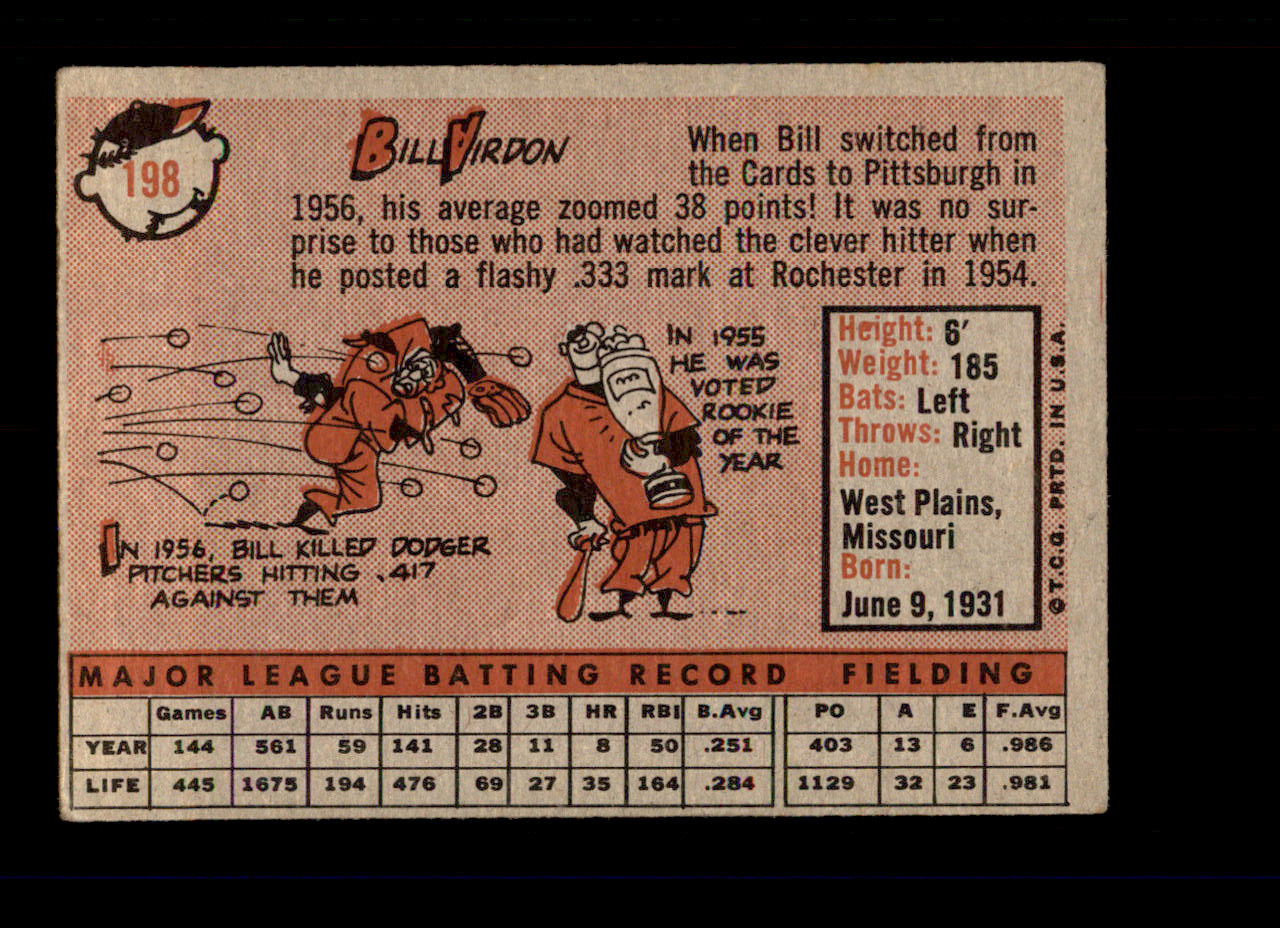 198
BILL VIRDON
When Bill switched from
the Cards to Pittsburgh in
1956, his average zoomed 38 points! It was no sur-
prise to those who had watched the clever hitter when
he posted a flashy .333 mark at Rochester in 1954.
IN 1956, BILL KILLED DODGER
PITCHERS HITTING .417
AGAINST THEM
IN 1955
HE WAS
VOTED
ROOKIE
OF THE
YEAR
Height: 6'
Weight: 185
Bats: Left
Throws: Right
Home:
West Plains,
Missouri
Born:
June 9, 1931
© T.C.G. PRTD. IN U.S.A.
MAJOR LEAGUE BATTING RECORD FIELDING
Games AB Runs Hits 2B 3B HR RBI B.Avg PO A E F.Avg
YEAR 144 561 59 141 28 11 8 50 .251 403 13 6 .986
LIFE 445 1675 194 476 69 27 35 164 .284 1129 32 23 .981